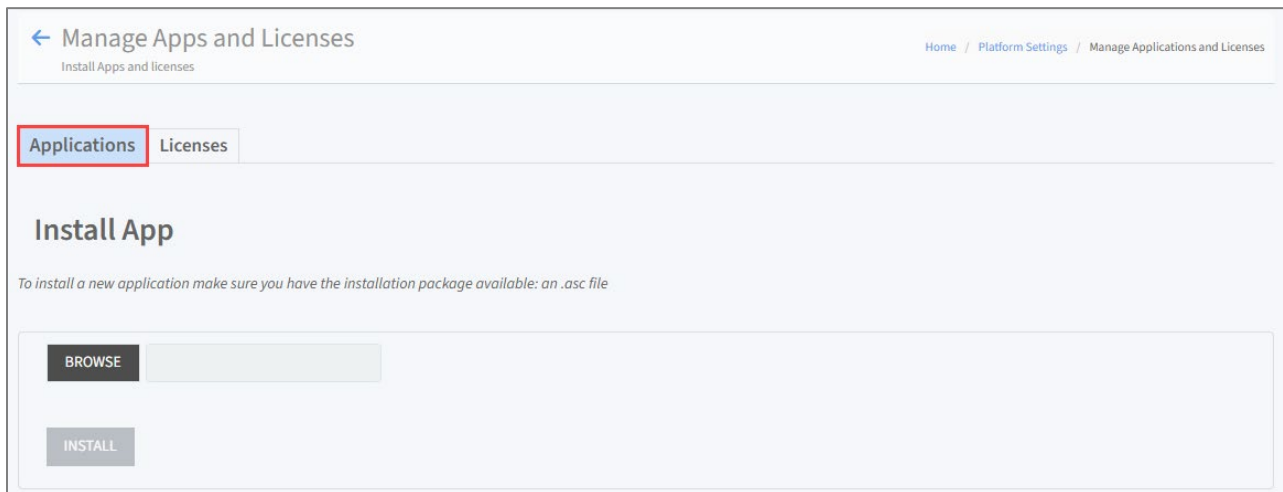 Manage Apps and Licenses
Install Apps and licenses
Home / Platform Settings / Manage Applications and Licenses
Applications
Licenses
Install App
To install a new application make sure you have the installation package available: an .asc file
BROWSE
INSTALL